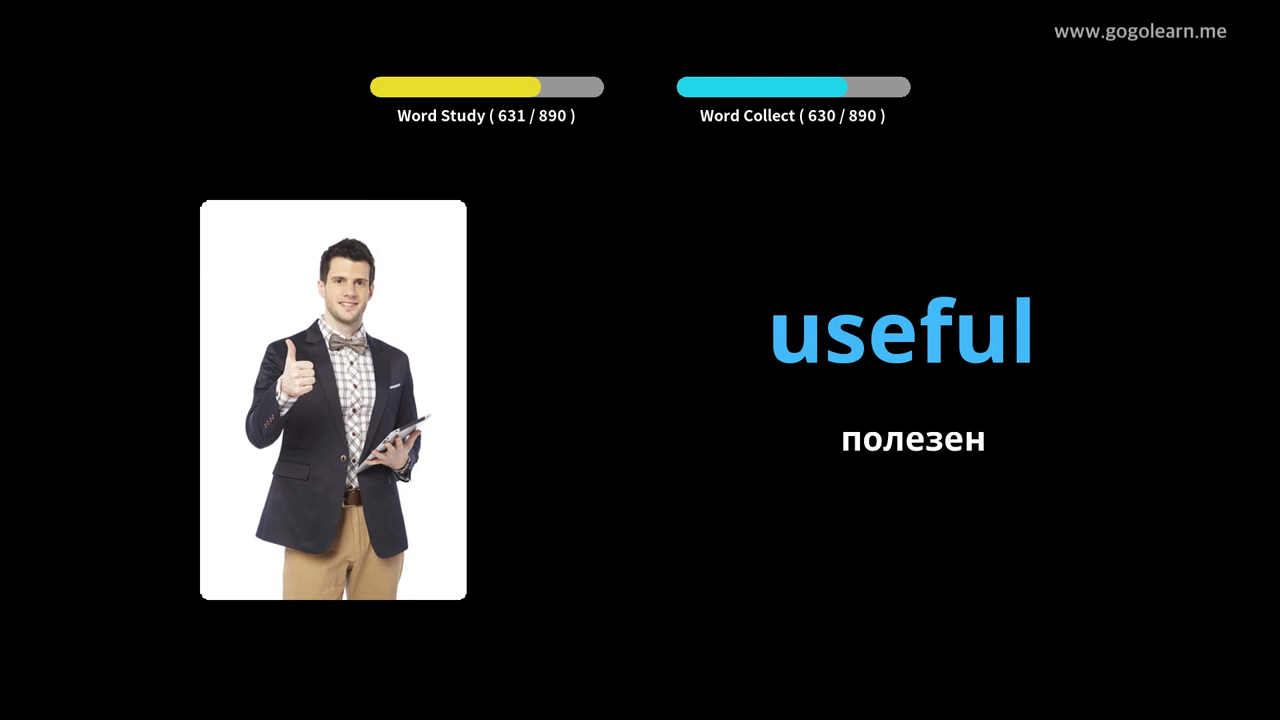 www.gogolearn.me
Word Study ( 631 / 890 )
Word Collect ( 630 / 890 )
useful
полезен